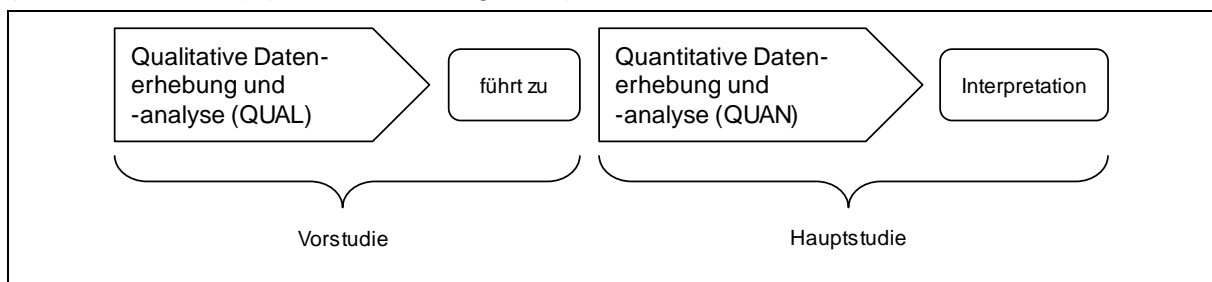 Qualitative Daten-
erhebung und
-analyse (QUAL)
führt zu
Quantitative Daten-
erhebung und
-analyse (QUAN)
Interpretation
Vorstudie
Hauptstudie